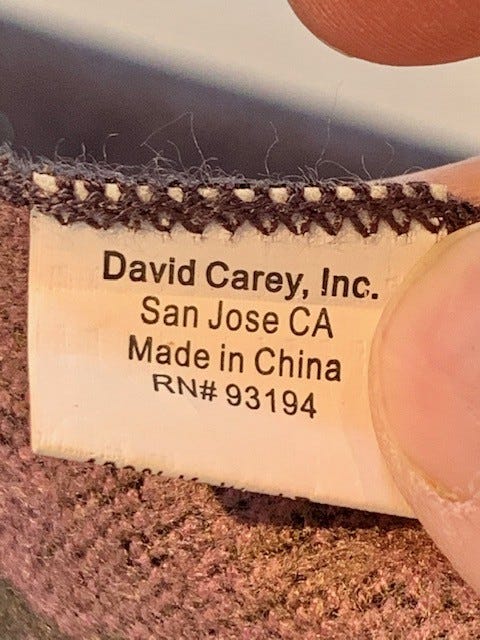 David Carey, Inc.
San Jose CA
Made in China
RN# 93194